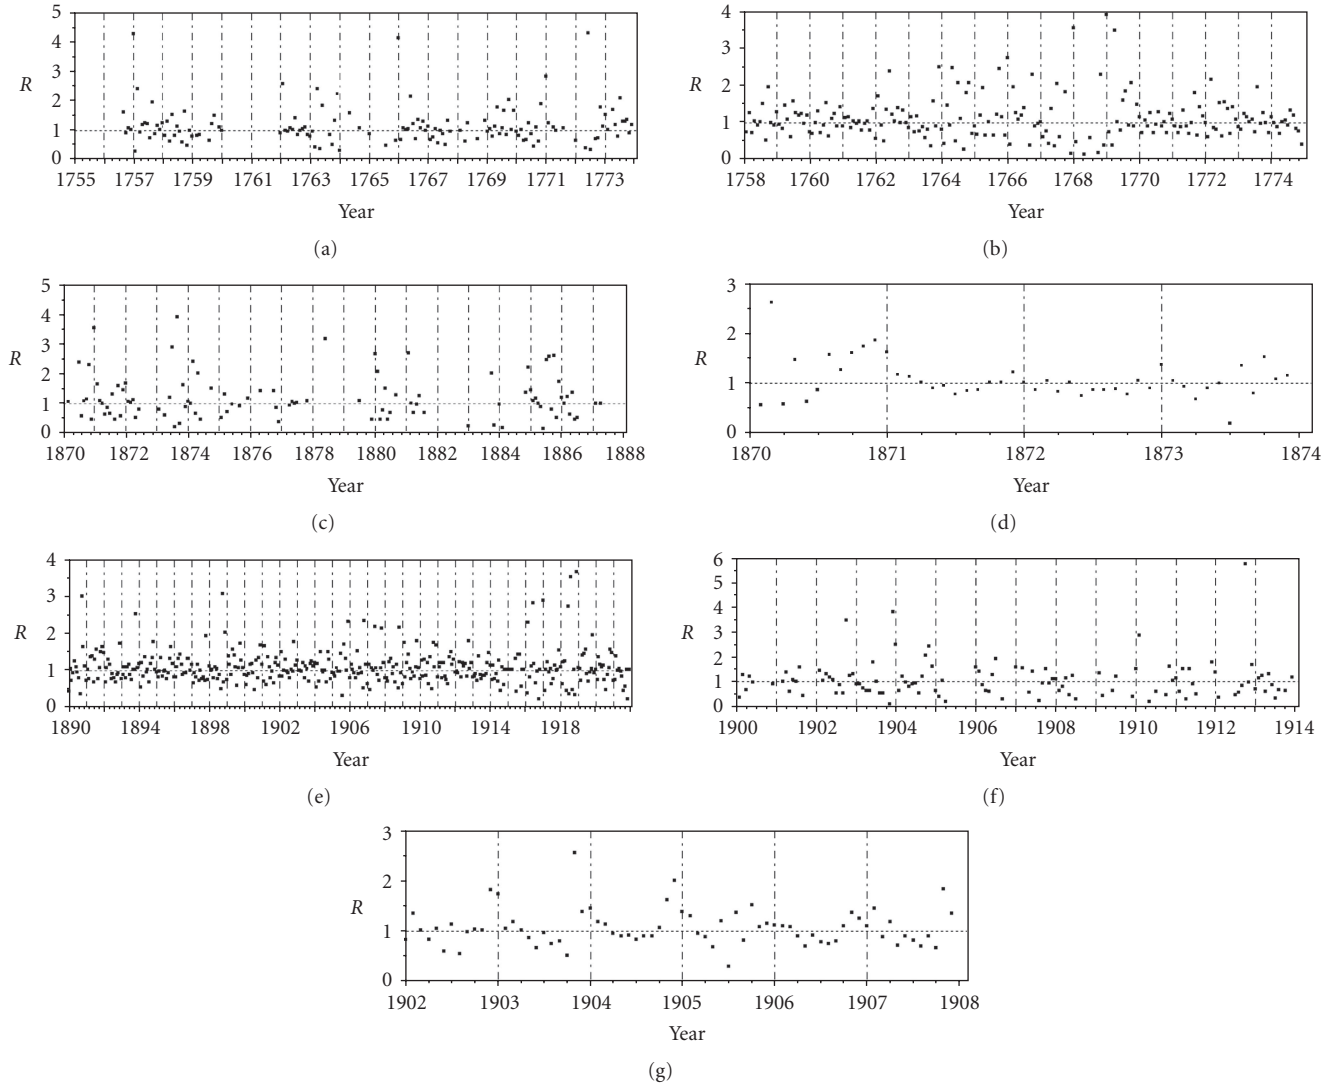 5
4
3
R
2
1
0
1755 1757 1759 1761 1763 1765 1767 1769 1771 1773
Year
(a)
4
3
R
2
1
0
1758 1760 1762 1764 1766 1768 1770 1772 1774
Year
(b)
5
4
3
R
2
1
0
1870 1872 1874 1876 1878 1880 1882 1884 1886 1888
Year
(c)
3
2
R
1
0
1870 1871 1872 1873 1874
Year
(d)
4
3
R
2
1
0
1890 1894 1898 1902 1906 1910 1914 1918
Year
(e)
6
5
4
R
3
2
1
0
1900 1902 1904 1906 1908 1910 1912 1914
Year
(f)
3
2
R
1
0
1902 1903 1904 1905 1906 1907 1908
Year
(g)